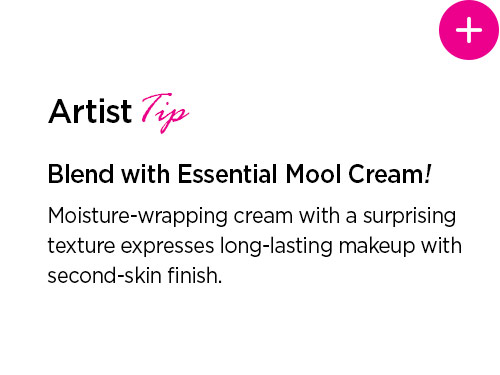 Artist Tip
Blend with Essential Mool Cream!
Moisture-wrapping cream with a surprising
texture expresses long-lasting makeup with
second-skin finish.